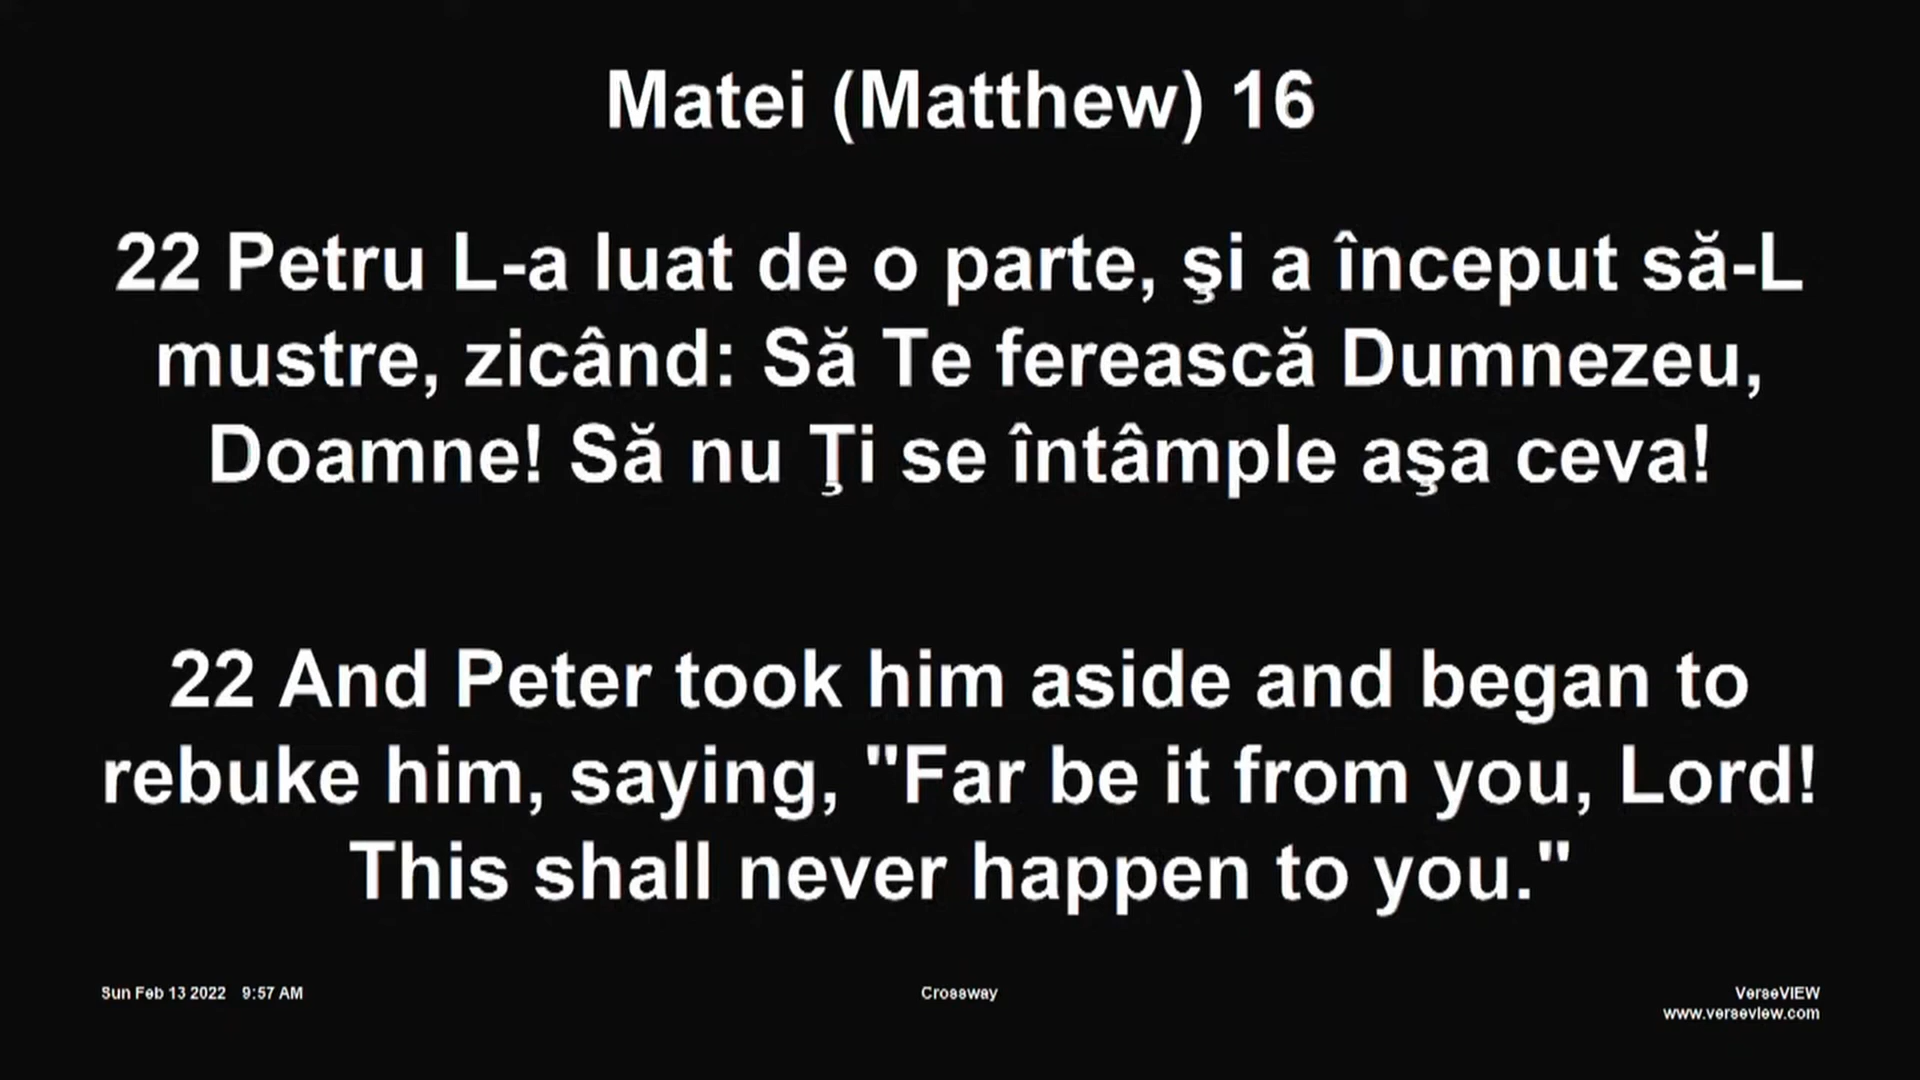 Matei (Matthew) 16
22 Petru L-a luat de o parte, şi a început să-L
mustre, zicând: Să Te ferească Dumnezeu,
Doamne! Să nu Ţi se întâmple aşa ceva!
22 And Peter took him aside and began to
rebuke him, saying, "Far be it from you, Lord!
This shall never happen to you."
Sun Feb 13 2022 9:57 AM
Crossway
VerseVIEW
www.verseview.com